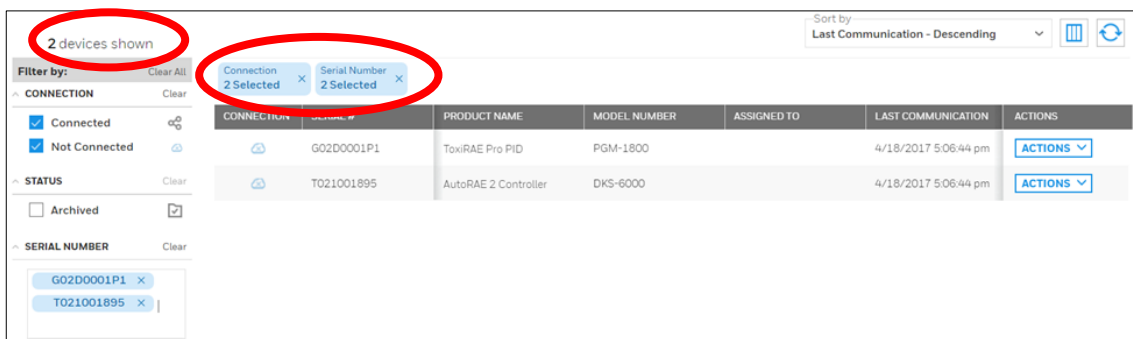 Sort by
2 devices shown
Last Communication - Descending
Filter by: Clear All
Connection
2 Selected ×
Serial Number
2 Selected ×
CONNECTION Clear
CONNECTION SERIAL # PRODUCT NAME MODEL NUMBER ASSIGNED TO LAST COMMUNICATION ACTIONS
Connected
Not Connected
G02D0001P1 ToxiRAE Pro PID PGM-1800 4/18/2017 5:06:44 pm ACTIONS
T021001895 AutoRAE 2 Controller DKS-6000 4/18/2017 5:06:44 pm ACTIONS
STATUS Clear
Archived
SERIAL NUMBER Clear
G02D0001P1 ×
T021001895 ×